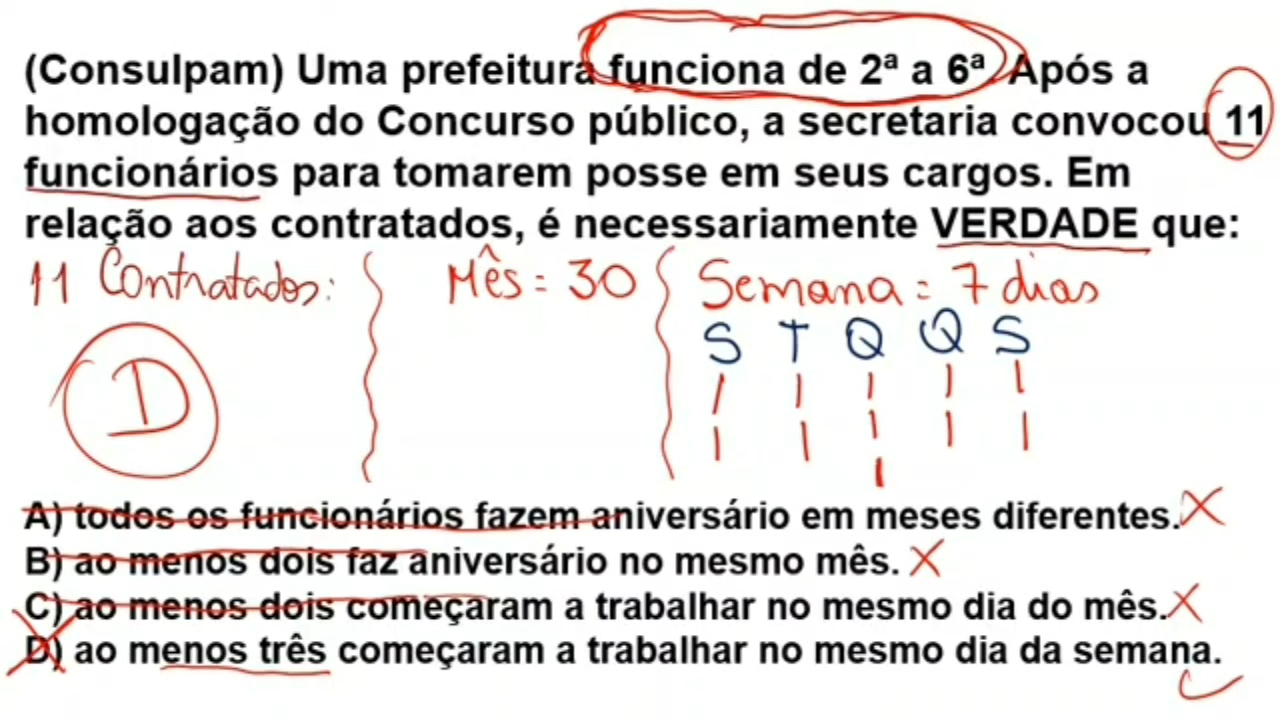 (Consulpam) Uma prefeitura funciona de 2ª a 6ª Após a
homologação do Concurso público, a secretaria convocou 11
funcionários para tomarem posse em seus cargos. Em
relação aos contratados, é necessariamente VERDADE que:
11 Contratados:
Mês = 30
Semana = 7 dias
S T Q Q S
D
A) todos os funcionários fazem aniversário em meses diferentes.
B) ao menos dois faz aniversário no mesmo mês.
C) ao menos dois começaram a trabalhar no mesmo dia do mês.
D) ao menos três começaram a trabalhar no mesmo dia da semana.